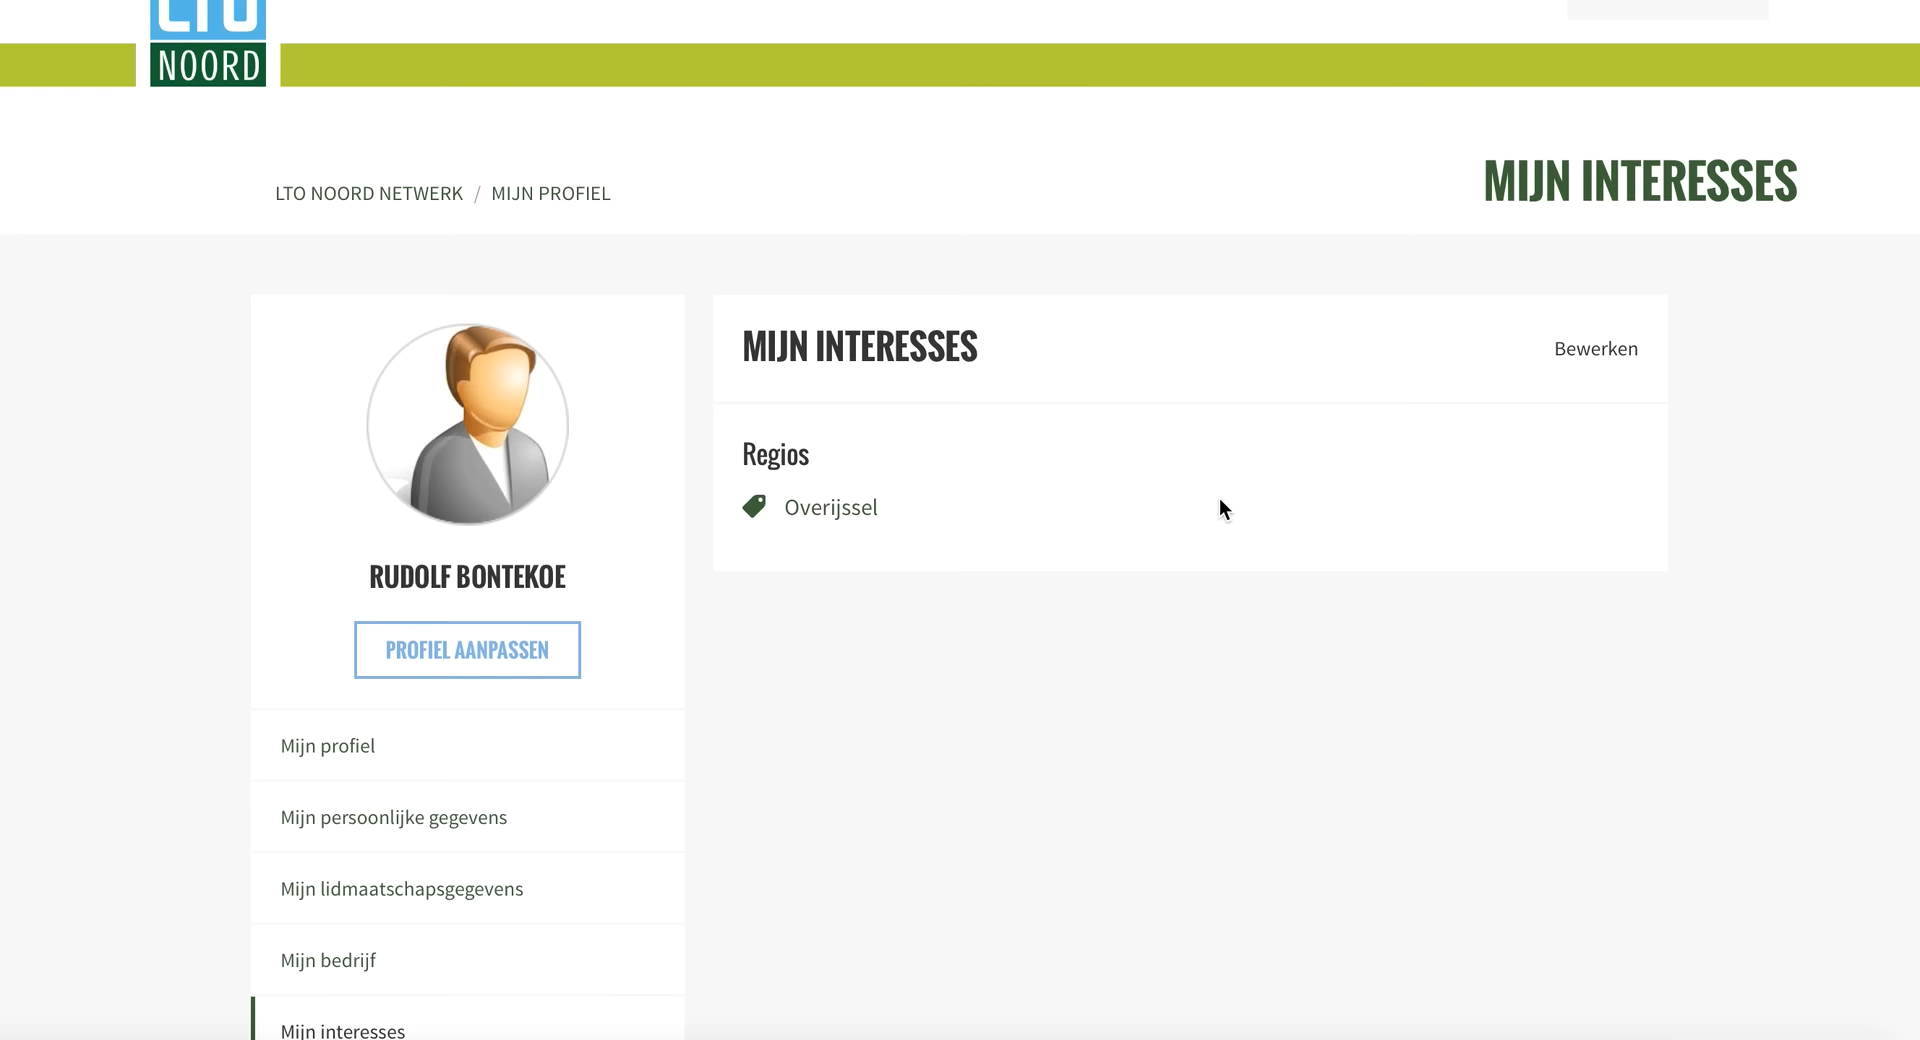 LTO
NOORD
LTO NOORD NETWERK / MIJN PROFIEL
MIJN INTERESSES
RUDOLF BONTEKOE
PROFIEL AANPASSEN
Mijn profiel
Mijn persoonlijke gegevens
Mijn lidmaatschapsgegevens
Mijn bedrijf
Mijn interesses
MIJN INTERESSES
Bewerken
Regios
Overijssel